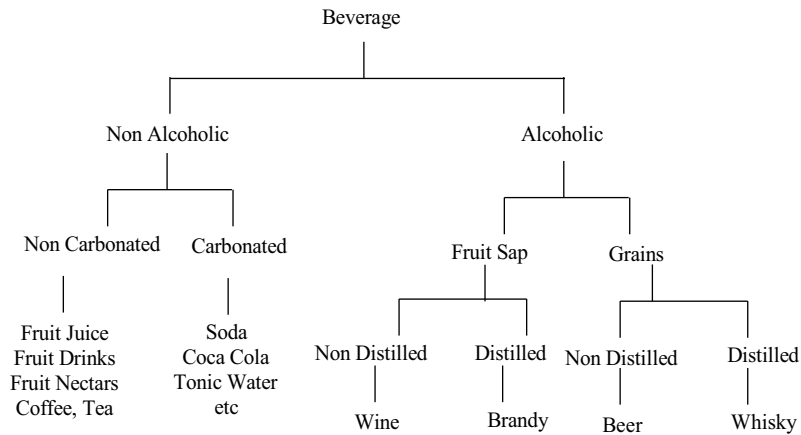 Beverage
Non Alcoholic
Alcoholic
Non Carbonated
Carbonated
Fruit Sap
Grains
Fruit Juice
Fruit Drinks
Fruit Nectars
Coffee, Tea
Soda
Coca Cola
Tonic Water
etc
Non Distilled
Distilled
Non Distilled
Distilled
Wine
Brandy
Beer
Whisky